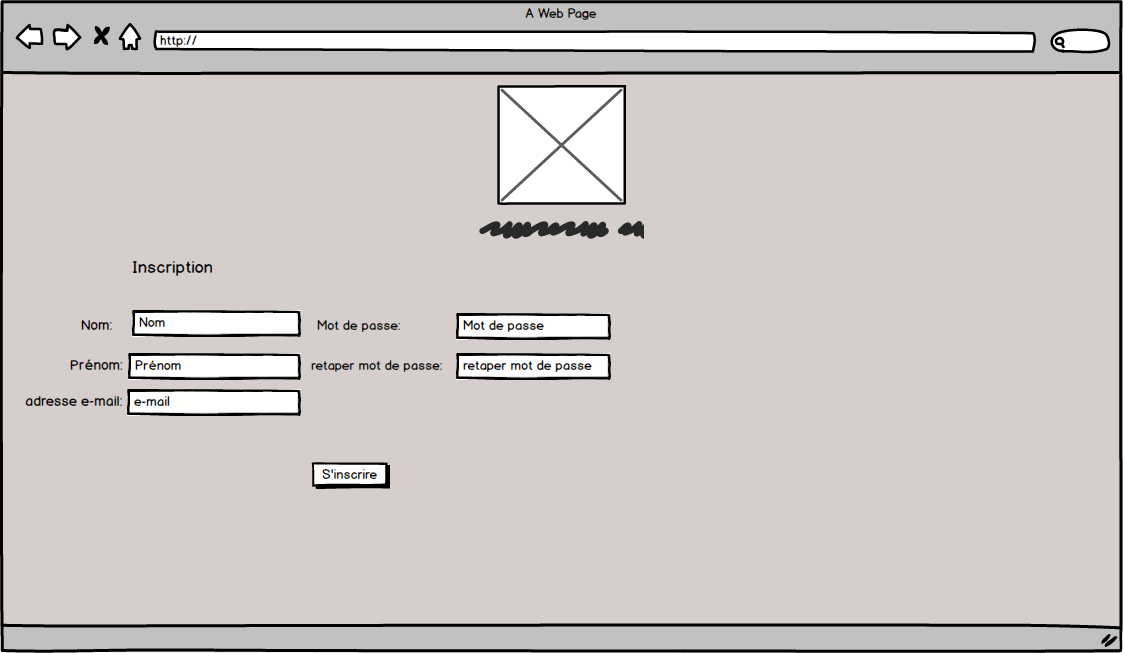 A Web Page
http://
Inscription
Nom: Nom Mot de passe: Mot de passe
Prénom: Prénom retaper mot de passe: retaper mot de passe
adresse e-mail: e-mail
S'inscrire